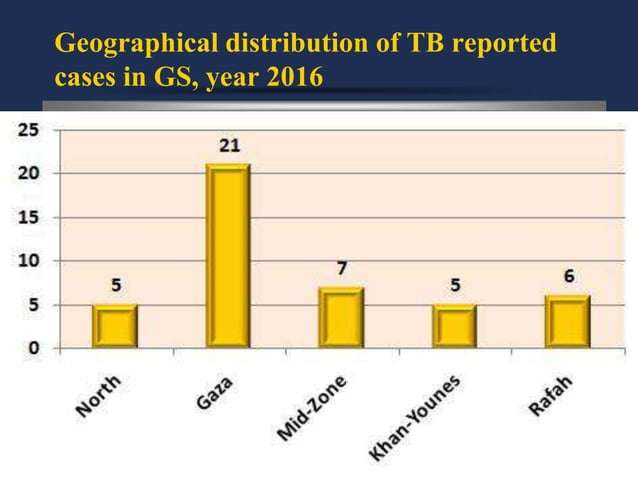 Geographical distribution of TB reported
cases in GS, year 2016
25
20
15
10
5
0
5
21
7
5
6
North
Gaza
Mid-Zone
Khan-Younes
Rafah